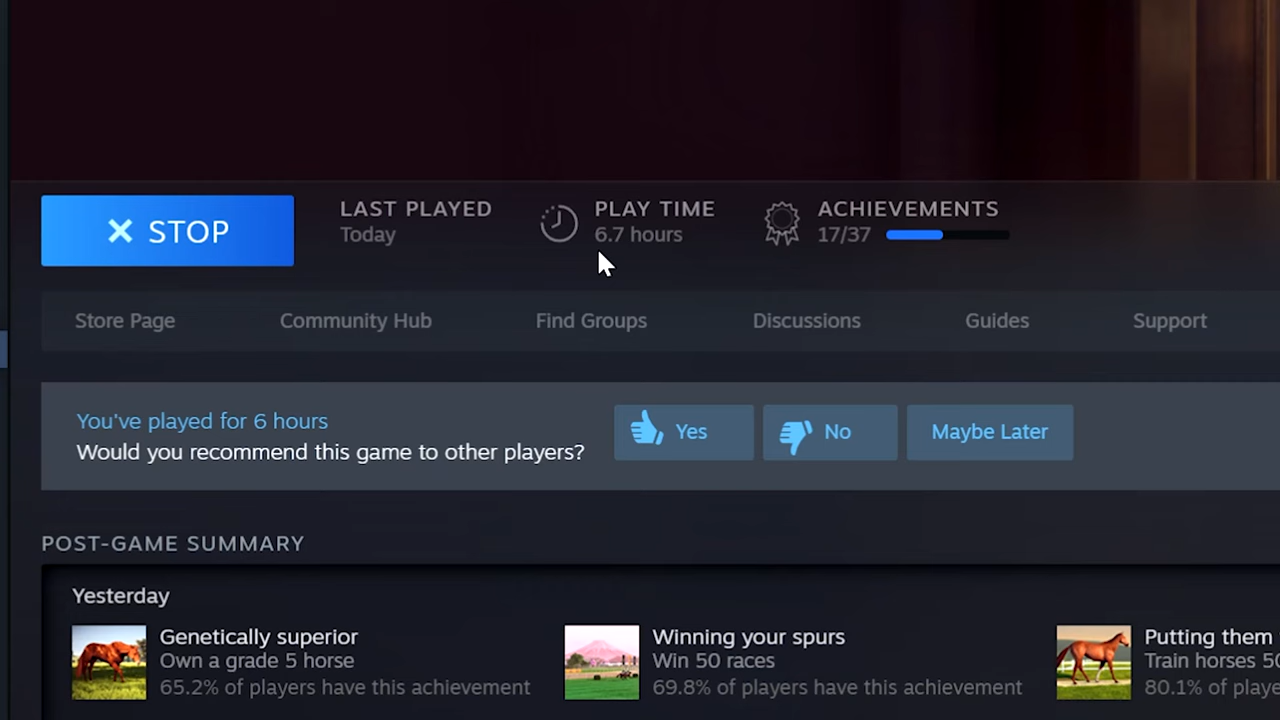 STOP
LAST PLAYED
Today
PLAY TIME
6.7 hours
ACHIEVEMENTS
17/37
Store Page
Community Hub
Find Groups
Discussions
Guides
Support
You've played for 6 hours
Would you recommend this game to other players?
Yes
No
Maybe Later
POST-GAME SUMMARY
Yesterday
Genetically superior
Own a grade 5 horse
65.2% of players have this achievement
Winning your spurs
Win 50 races
69.8% of players have this achievement
Putting them
Train horses 50
80.1% of playe